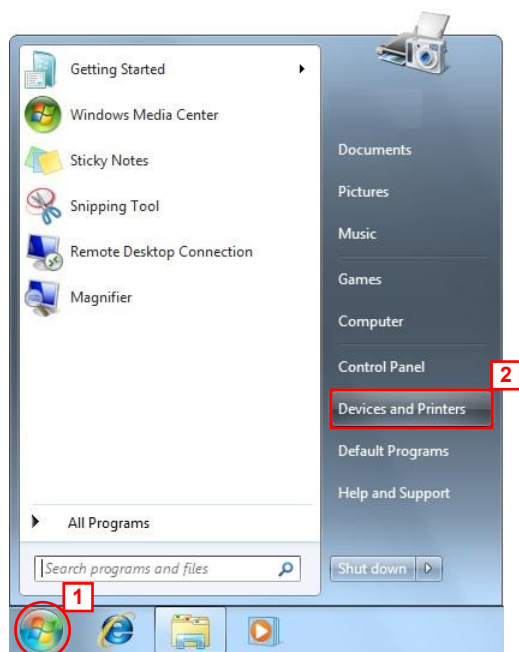 Getting Started
Windows Media Center
Sticky Notes
Snipping Tool
Remote Desktop Connection
Magnifier
All Programs
Search programs and files
Documents
Pictures
Music
Games
Computer
Control Panel
2
Devices and Printers
Default Programs
Help and Support
Shut down
1